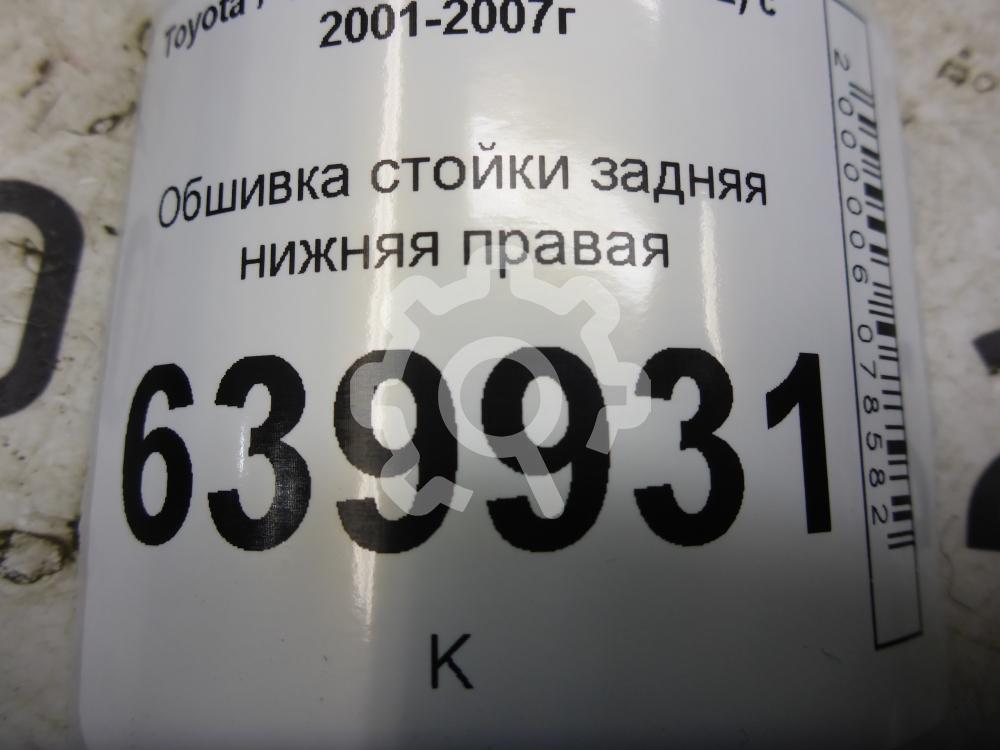 Toyota
2001-2007г
Обшивка стойки задняя
нижняя правая
639931
К
2000006078582